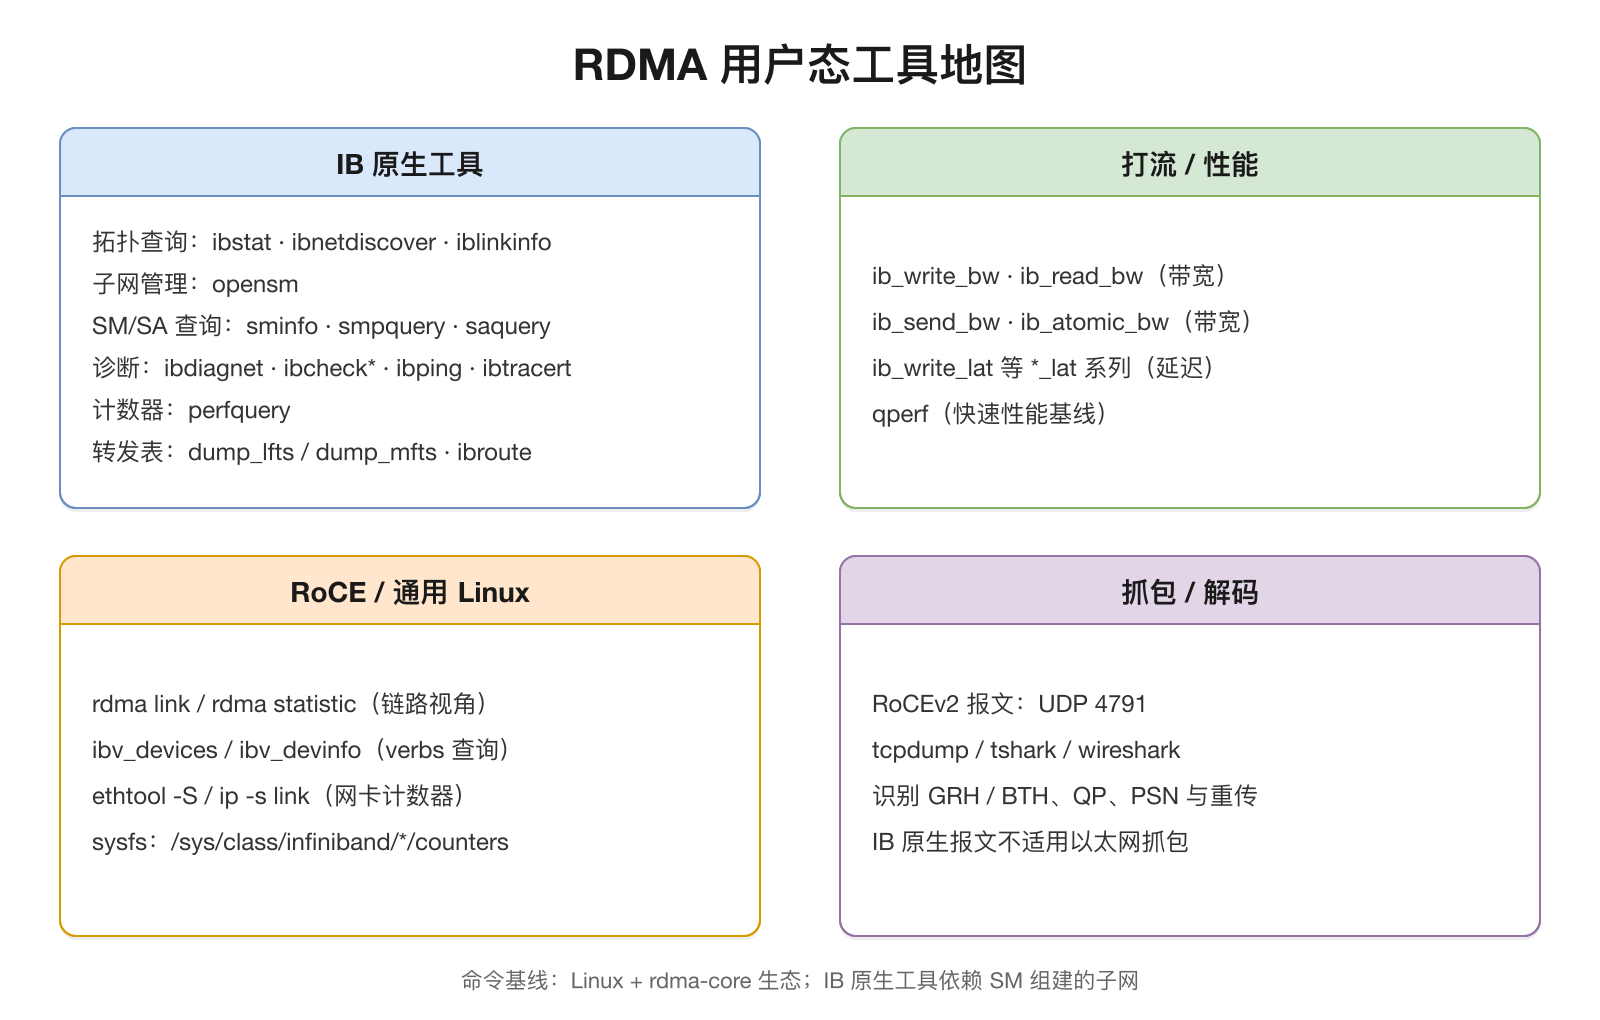 RDMA 用户态工具地图
IB 原生工具
拓扑查询：ibstat · ibnetdiscover · iblinkinfo
子网管理：opensm
SM/SA 查询：sminfo · smpquery · saquery
诊断：ibdiagnet · ibcheck* · ibping · ibtracert
计数器：perfquery
转发表：dump_lfts / dump_mfts · ibroute
打流 / 性能
ib_write_bw · ib_read_bw（带宽）
ib_send_bw · ib_atomic_bw（带宽）
ib_write_lat 等 *_lat 系列（延迟）
qperf（快速性能基线）
RoCE / 通用 Linux
rdma link / rdma statistic（链路视角）
ibv_devices / ibv_devinfo（verbs 查询）
ethtool -S / ip -s link（网卡计数器）
sysfs：/sys/class/infiniband/*/counters
抓包 / 解码
RoCEv2 报文：UDP 4791
tcpdump / tshark / wireshark
识别 GRH / BTH、QP、PSN 与重传
IB 原生报文不适用以太网抓包
命令基线：Linux + rdma-core 生态；IB 原生工具依赖 SM 组建的子网